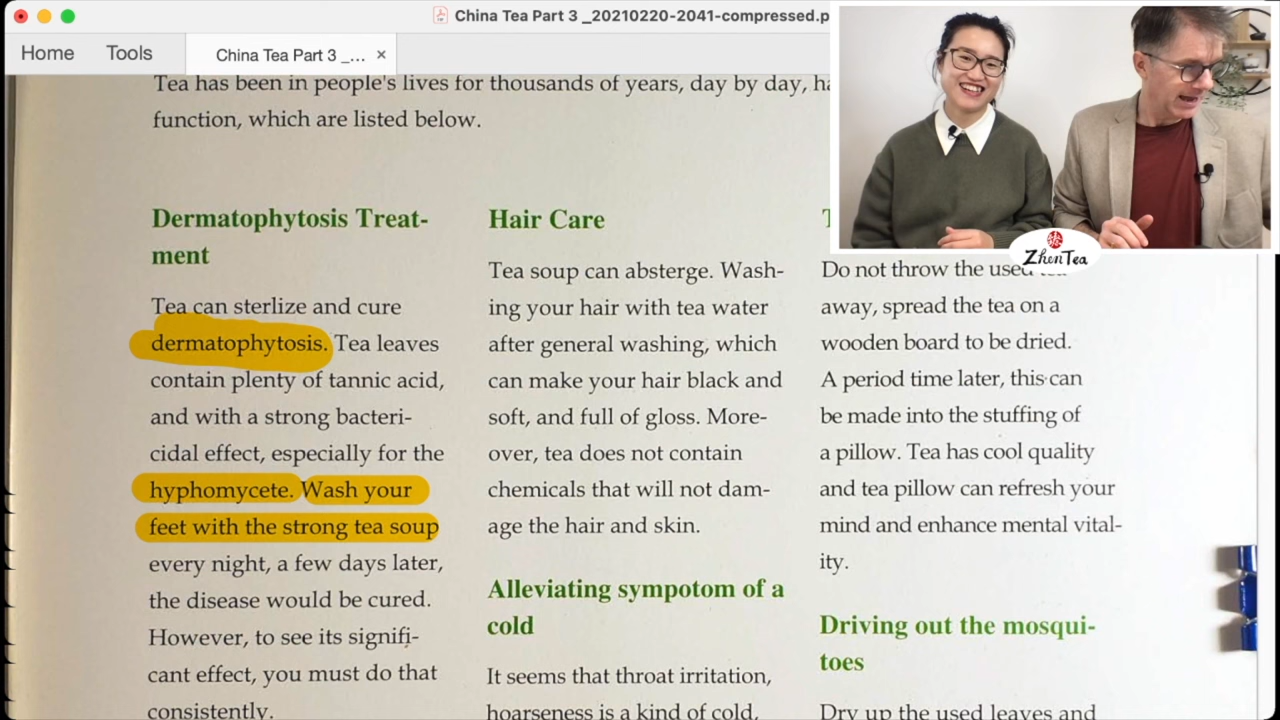 China Tea Part 3 _20210220-2041-compressed.p
Home
Tools
China Tea Part 3 _... ×
Tea has been in people's lives for thousands of years, day by day, ha
function, which are listed below.
Dermatophytosis Treat-
ment
Tea can sterlize and cure
dermatophytosis. Tea leaves
contain plenty of tannic acid,
and with a strong bacteri-
cidal effect, especially for the
hyphomycete. Wash your
feet with the strong tea soup
every night, a few days later,
the disease would be cured.
However, to see its signifi-
cant effect, you must do that
consistently.
Hair Care
Tea soup can absterge. Wash-
ing your hair with tea water
after general washing, which
can make your hair black and
soft, and full of gloss. More-
over, tea does not contain
chemicals that will not dam-
age the hair and skin.
Alleviating sympotom of a
cold
It seems that throat irritation,
hoarseness is a kind of cold,
Do not throw the used tea
away, spread the tea on a
wooden board to be dried.
A period time later, this can
be made into the stuffing of
a pillow. Tea has cool quality
and tea pillow can refresh your
mind and enhance mental vital-
ity.
Driving out the mosqui-
toes
Dry up the used leaves and
ZhenTea